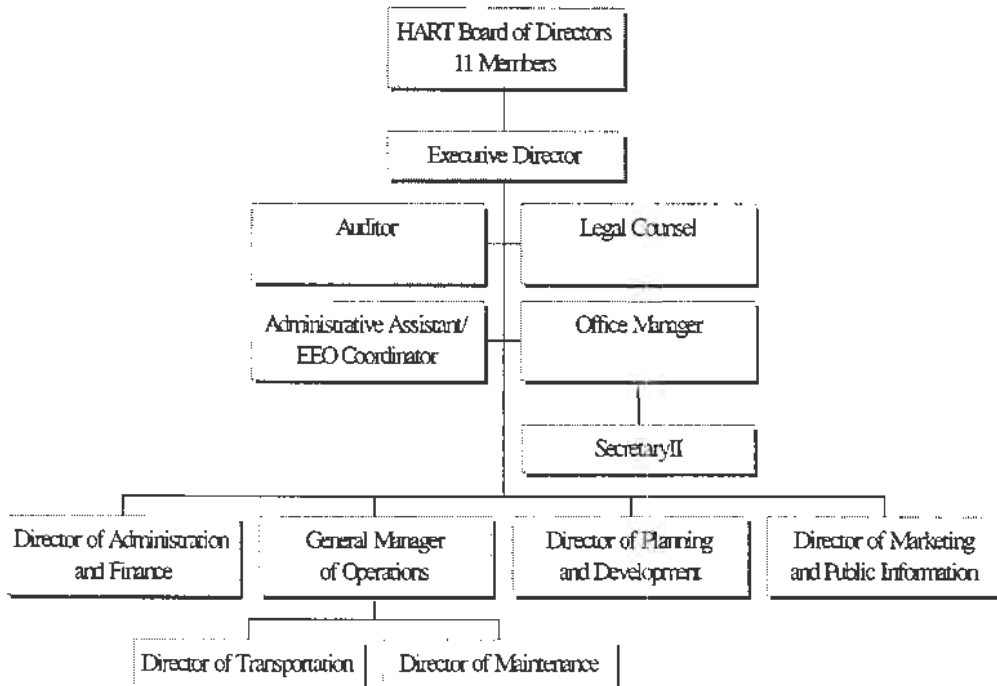 HART Board of Directors
11 Members
Executive Director
Auditor
Legal Counsel
Administrative Assistant/
EEO Coordinator
Office Manager
Secretary II
Director of Administration
and Finance
General Manager
of Operations
Director of Planning
and Development
Director of Marketing
and Public Information
Director of Transportation
Director of Maintenance